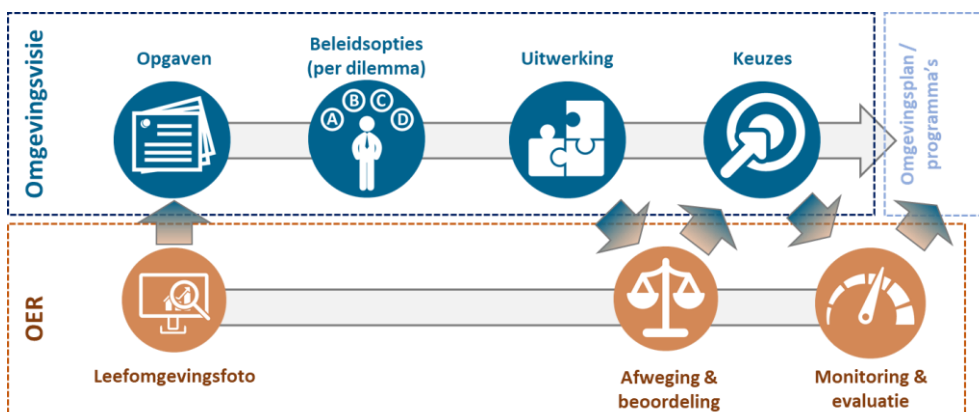 Omgevingsvisie
Opgaven
Beleidsopties
(per dilemma)
Uitwerking
Keuzes
A
B
C
D
Omgevingsplan /
programma's
OER
Leefomgevingsfoto
Afweging &
beoordeling
Monitoring &
evaluatie